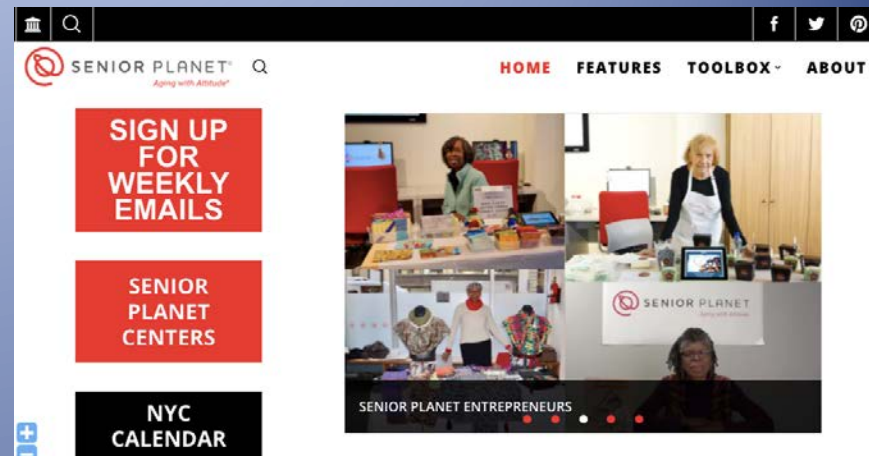 SENIOR PLANET
Aging with Attitude®
HOME FEATURES TOOLBOX ABOUT
SIGN UP
FOR
WEEKLY
EMAILS
SENIOR
PLANET
CENTERS
NYC
CALENDAR
SENIOR PLANET
Aging with Attitude
SENIOR PLANET ENTREPRENEURS